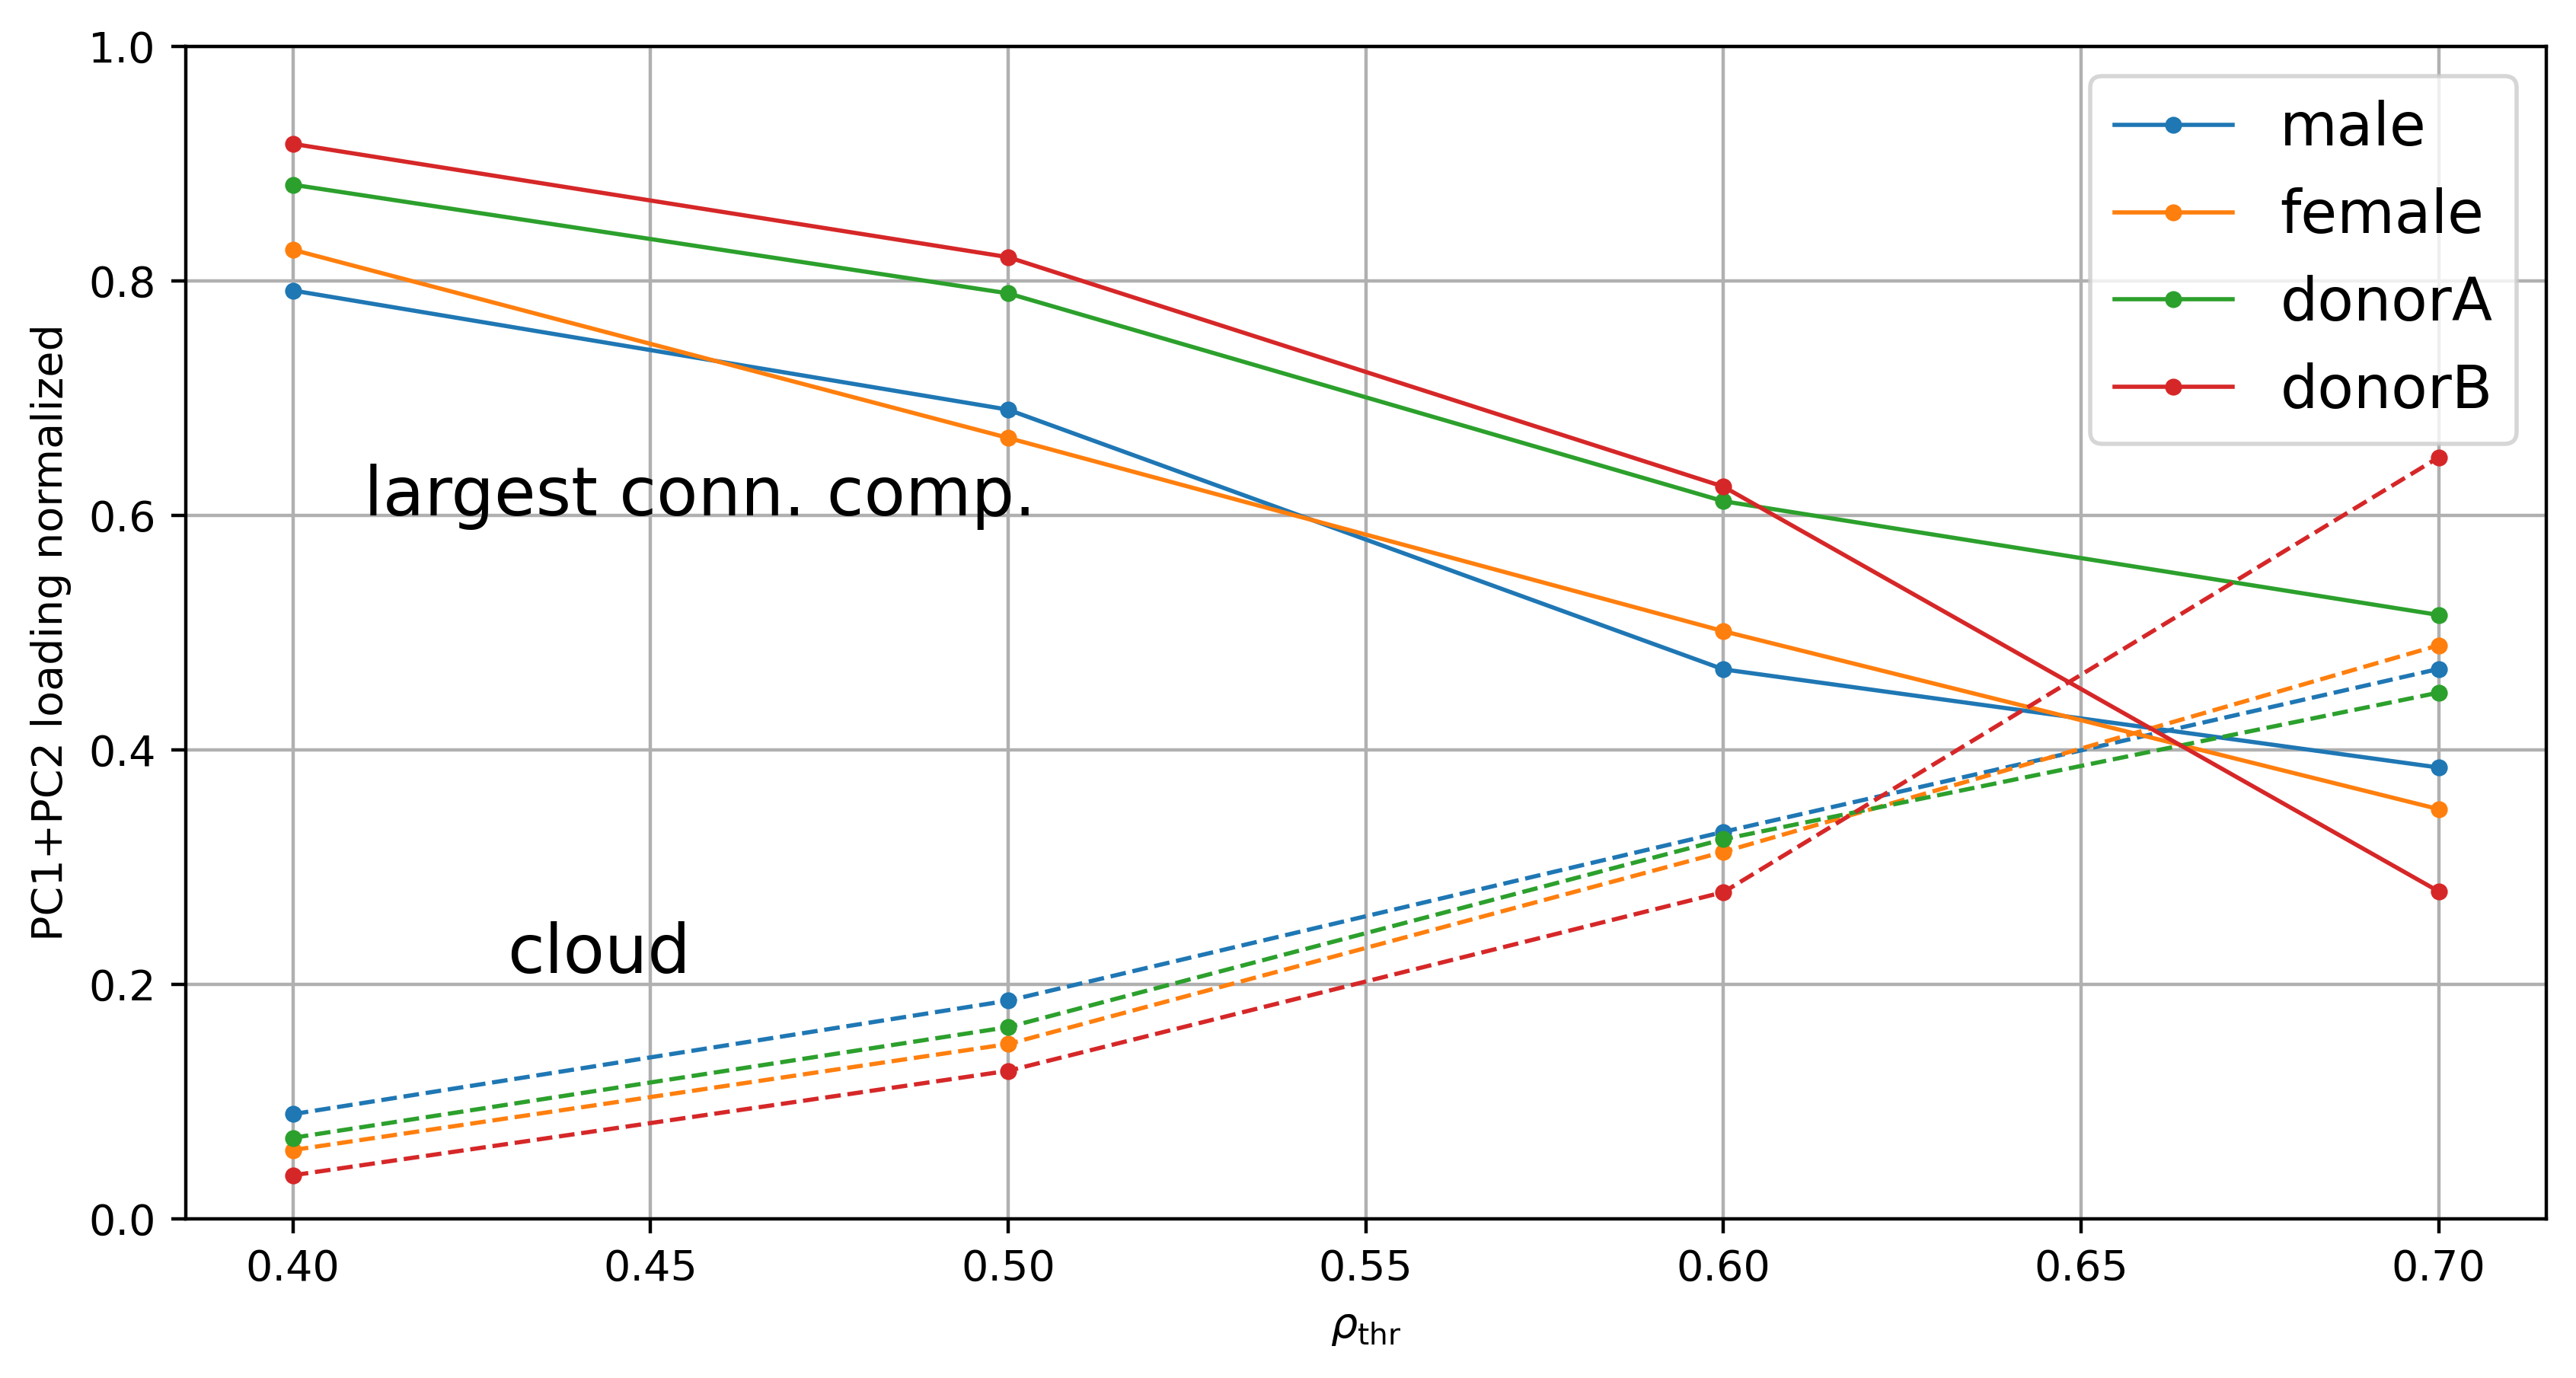 1.0
0.8
0.6
0.4
0.2
0.0
PC1+PC2 loading normalized
male
female
donorA
donorB
largest conn. comp.
cloud
0.40 0.45 0.50 0.55 0.60 0.65 0.70
ρthr